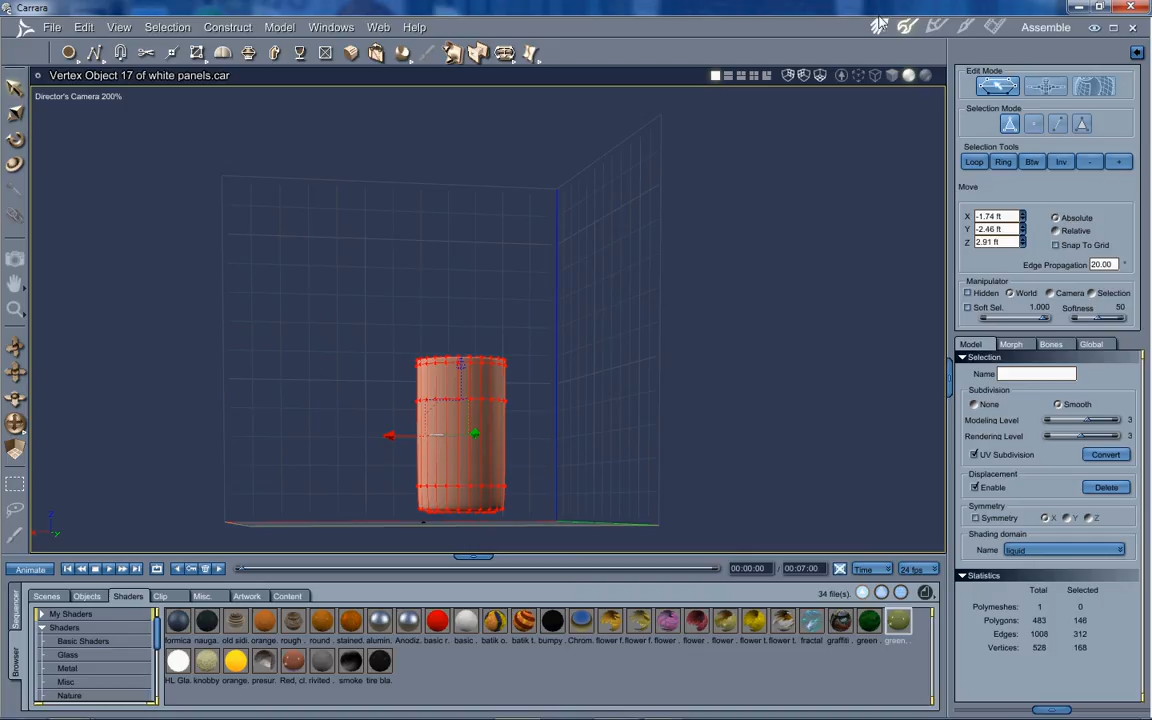 Carrara
File Edit View Selection Construct Model Windows Web Help
Assemble
Vertex Object 17 of white panels.car
Director's Camera 200%
Edit Mode
Selection Mode
Selection Tools
Loop Ring Btw Inv - +
Move
X -1.74 ft Absolute
Y -2.46 ft Relative
Z 2.91 ft Snap To Grid
Edge Propagation 20.00 °
Manipulator
Hidden World Camera Selection
Soft Sel. 1.000 Softness 50
Model Morph Bones Global
Selection
Name
Subdivision
None Smooth
Modeling Level 3
Rendering Level 3
UV Subdivision Convert
Displacement
Enable Delete
Symmetry
Symmetry X Y Z
Shading domain
Name liquid
Statistics
Total Selected
Polymeshes: 1 0
Polygons: 483 146
Edges: 1008 312
Vertices: 528 168
Animate 00:00:00 / 00:07:00 Time 24 fps
Sequencer
Browser
Scenes Objects Shaders Clip Misc. Artwork Content 34 file(s).
My Shaders
Shaders
Basic Shaders
Glass
Metal
Misc
Nature
formica nauga. old sidi. orange. rough . round . stained. alumin. Anodiz. basic r. basic. batik o. batik t. bumpy . Chrom. flower f. flower f. flower f. flower f. flower t. flower t. fractal graffiti green . green.
HL Gla. knobby orange. presur. Red, cl. rivited . smoke tire bla.